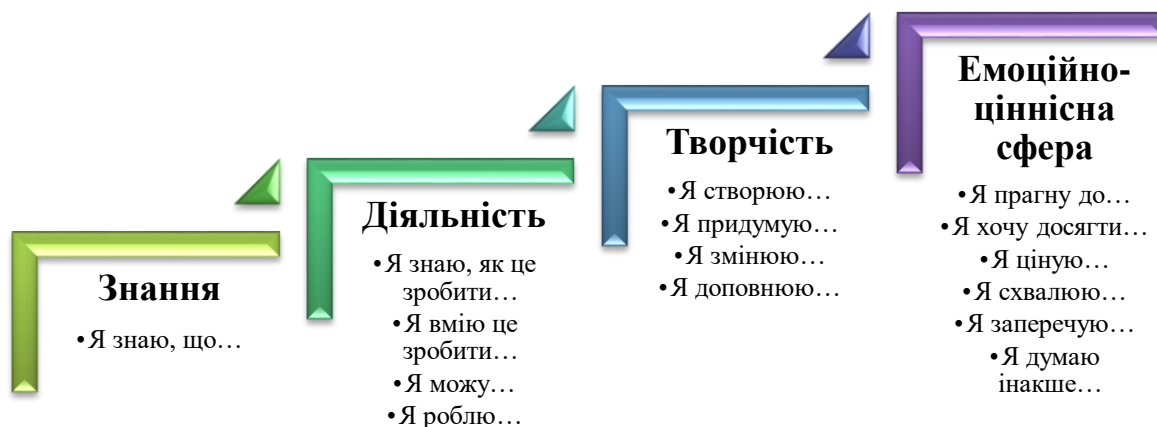 Знання
•Я знаю, що…
Діяльність
•Я знаю, як це
зробити…
•Я вмію це
зробити…
•Я можу…
•Я роблю…
Творчість
•Я створюю…
•Я придумую…
•Я змінюю…
•Я доповнюю…
Емоційно-
ціннісна
сфера
•Я прагну до…
•Я хочу досягти…
•Я ціную…
•Я схвалюю…
•Я заперечую…
•Я думаю
інакше…